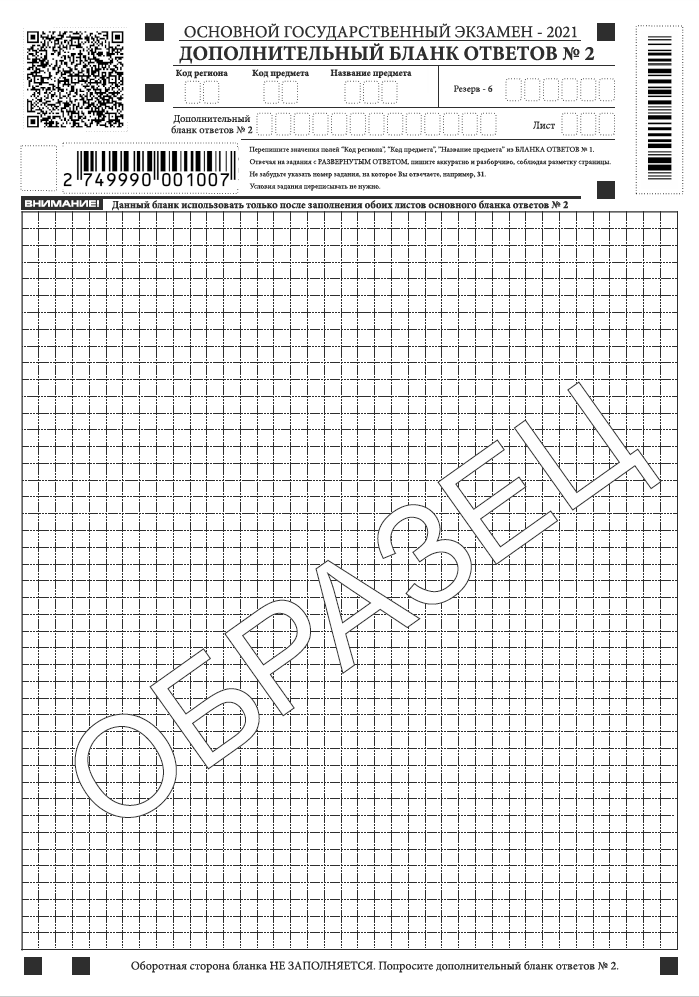 ОСНОВНОЙ ГОСУДАРСТВЕННЫЙ ЭКЗАМЕН - 2021
ДОПОЛНИТЕЛЬНЫЙ БЛАНК ОТВЕТОВ № 2
Код региона Код предмета Название предмета
Резерв - 6
Дополнительный
бланк ответов № 2
Лист
Перепишите значения полей "Код региона", "Код предмета", "Название предмета" из БЛАНКА ОТВЕТОВ № 1.
Отвечая на задания с РАЗВЕРНУТЫМ ОТВЕТОМ, пишите аккуратно и разборчиво, соблюдая разметку страницы.
Не забудьте указать номер задания, на которое Вы отвечаете, например, 31.
Условия задания переписывать не нужно.
2 749990 001007
ВНИМАНИЕ! Данный бланк использовать только после заполнения обоих листов основного бланка ответов № 2
ОБРАЗЕЦ
Оборотная сторона бланка НЕ ЗАПОЛНЯЕТСЯ. Попросите дополнительный бланк ответов № 2.